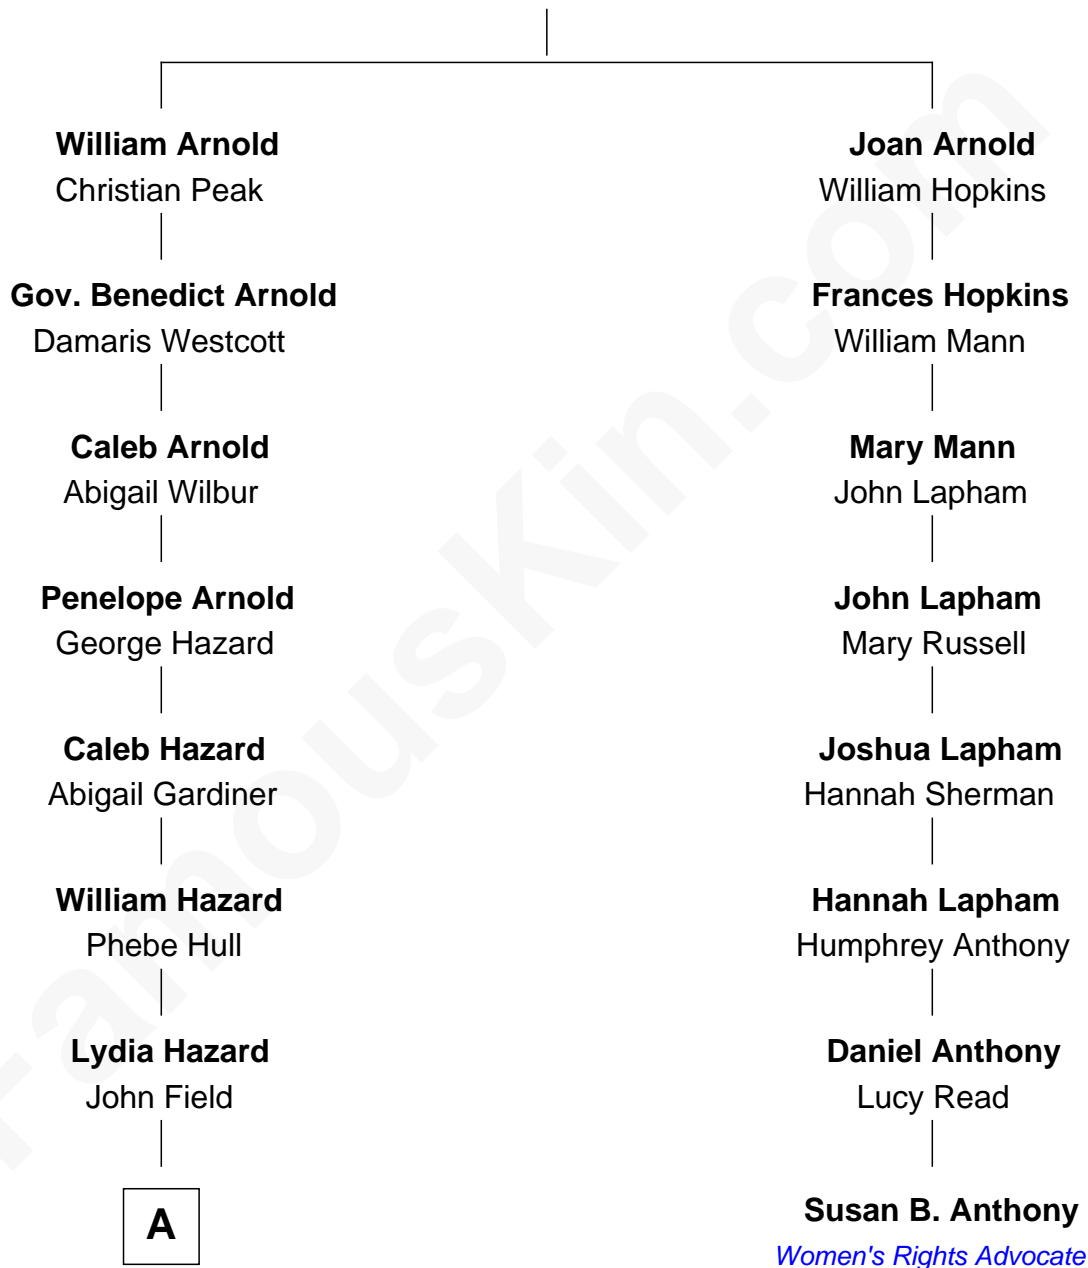 William Arnold
Christian Peak
Joan Arnold
William Hopkins
Gov. Benedict Arnold
Damaris Westcott
Frances Hopkins
William Mann
Caleb Arnold
Abigail Wilbur
Mary Mann
John Lapham
Penelope Arnold
George Hazard
John Lapham
Mary Russell
Caleb Hazard
Abigail Gardiner
Joshua Lapham
Hannah Sherman
William Hazard
Phebe Hull
Hannah Lapham
Humphrey Anthony
Lydia Hazard
John Field
Daniel Anthony
Lucy Read
A
Susan B. Anthony
Women's Rights Advocate
FamousKin.com